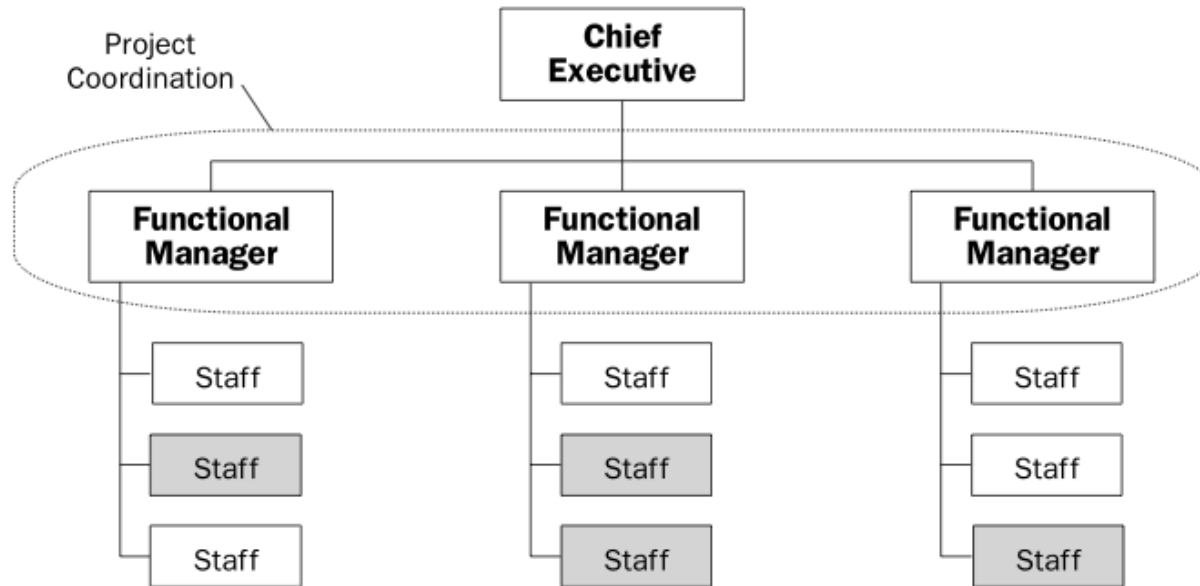 Project
Coordination
Chief
Executive
Functional
Manager
Functional
Manager
Functional
Manager
Staff
Staff
Staff
Staff
Staff
Staff
Staff
Staff
Staff